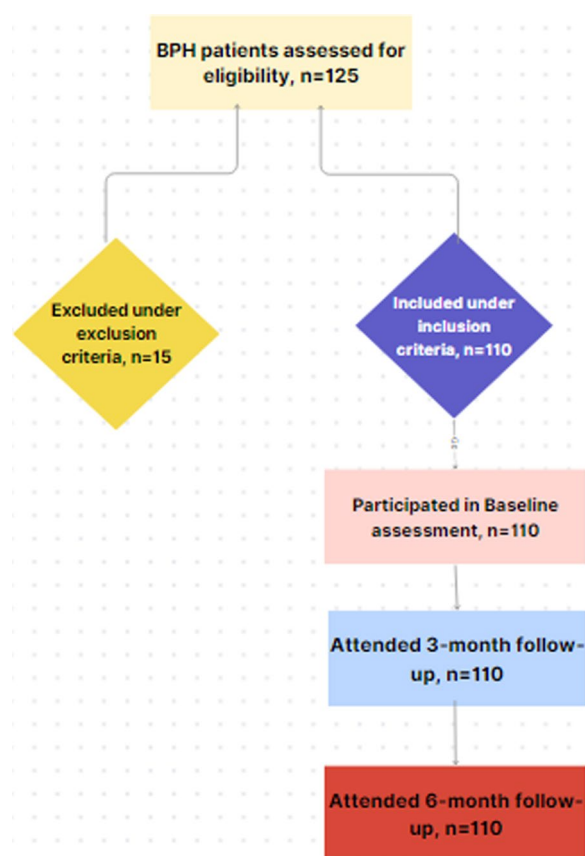 BPH patients assessed for
eligibility, n=125
Excluded under
exclusion
criteria, n=15
Included under
inclusion
criteria, n=110
Participated in Baseline
assessment, n=110
Attended 3-month follow-
up, n=110
Attended 6-month follow-
up, n=110